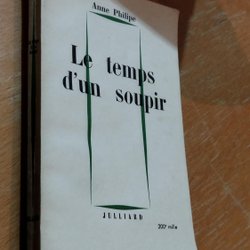 Anne Philipe
Le temps
d'un soupir
JULLIARD